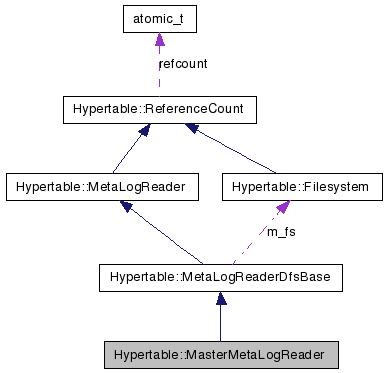 atomic_t
refcount
Hypertable::ReferenceCount
Hypertable::MetaLogReader
Hypertable::Filesystem
m_fs
Hypertable::MetaLogReaderDfsBase
Hypertable::MasterMetaLogReader